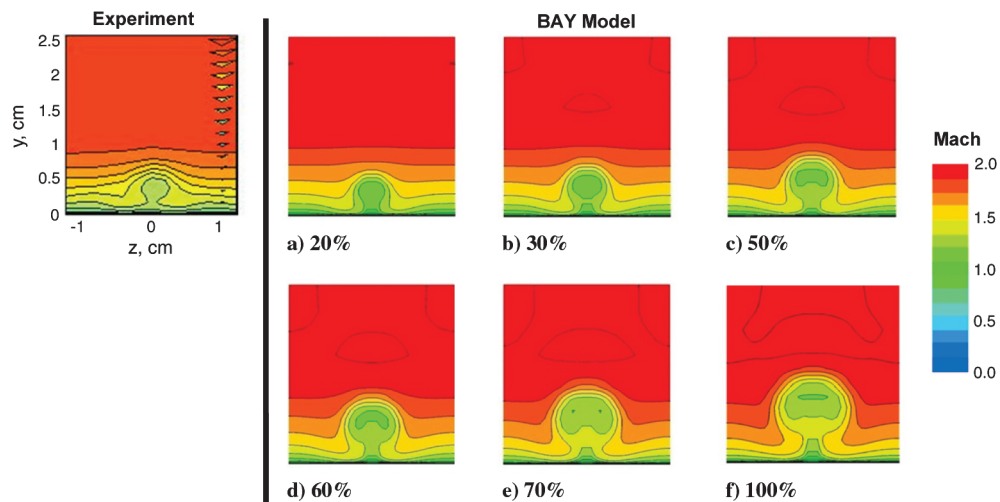 Experiment
BAY Model
2.5
2
1.5
1
0.5
0
y, cm
-1
0
1
z, cm
a) 20%
b) 30%
c) 50%
Mach
2.0
1.5
1.0
0.5
0.0
d) 60%
e) 70%
f) 100%